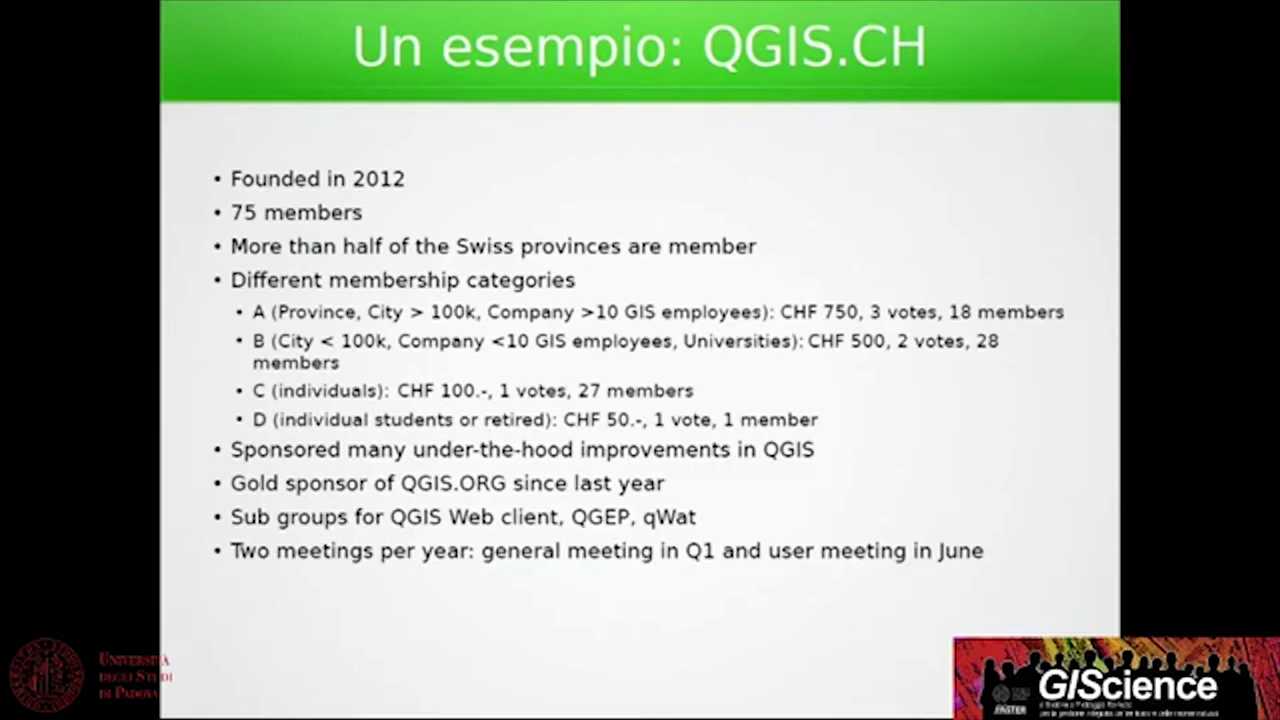 Un esempio: QGIS.CH
• Founded in 2012
• 75 members
• More than half of the Swiss provinces are member
• Different membership categories
• A (Province, City > 100k, Company >10 GIS employees): CHF 750, 3 votes, 18 members
• B (City < 100k, Company <10 GIS employees, Universities): CHF 500, 2 votes, 28
members
• C (individuals): CHF 100.-, 1 votes, 27 members
• D (individual students or retired): CHF 50.-, 1 vote, 1 member
• Sponsored many under-the-hood improvements in QGIS
• Gold sponsor of QGIS.ORG since last year
• Sub groups for QGIS Web client, QGEP, qWat
• Two meetings per year: general meeting in Q1 and user meeting in June
UNIVERSITÀ
DEGLI STUDI
DI PADOVA
GIScience
MASTER